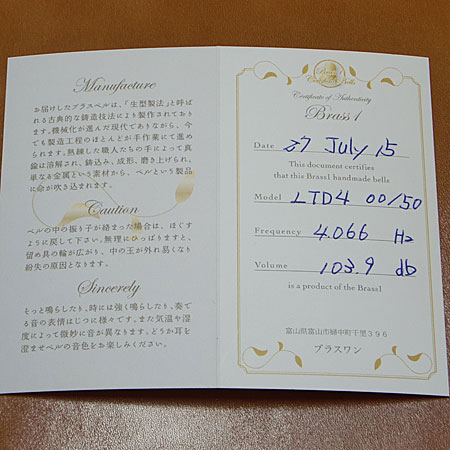 Manufacture
お届けしたブラスベルは、「生型製法」と呼ば
れる古典的な鋳造技法により製作されており
ます。機械化が進んだ現代でありながら、今で
も製造工程のほとんどが手作業にて進め
られます。熟練した職人たちの手によって真
鍮は溶解され、鋳込み、成形、磨き上げられ、
単なる金属という素材から、ベルという製品
に命が吹き込まれます。
Caution
ベルの中の振り子が絡まった場合は、ほぐす
ように戻して下さい。無理にひっぱりますと、
留め具の輪が広がり、中の玉が外れ易くなり
紛失の原因となります。
Sincerely
そっと鳴らしたり、時には強く鳴らしたり、奏で
る音の表情はじつに様々です。また気温や湿
度によって微妙に音が異なります。どうか耳を
澄ませベルの音色をお楽しみください。
Brass 1
Certificate Bells
Certificate of Authenticity
Brass 1
Date 27 July 15
This document certifies
that this Brass1 handmade bells
Model LTD4 00/50
Frequency 4.066 Hz
Volume 103.9 db
is a product of the Brass1
富山県富山市婦中町千里396
ブラスワン